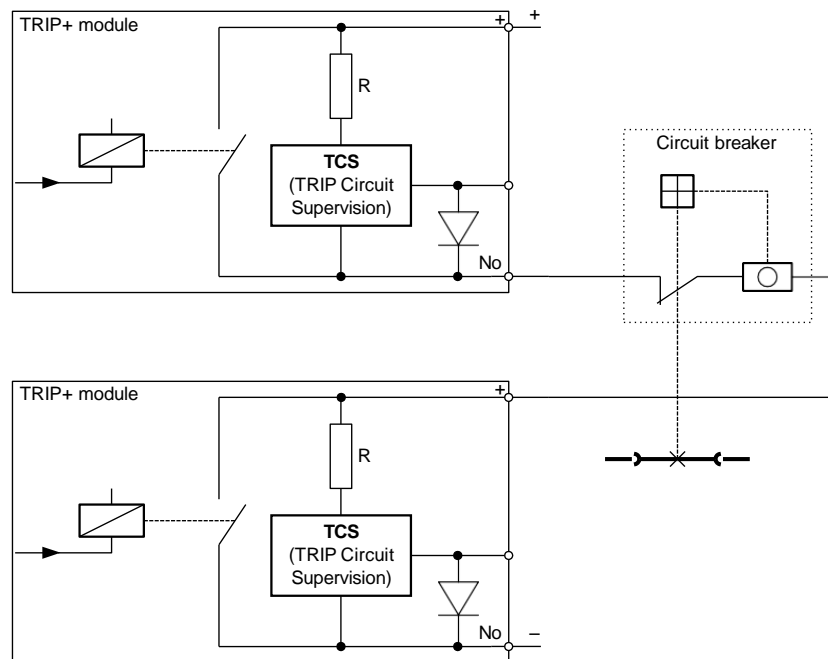 TRIP+ module
+ +
R
TCS
(TRIP Circuit
Supervision)
No
Circuit breaker
TRIP+ module
+
R
TCS
(TRIP Circuit
Supervision)
No –